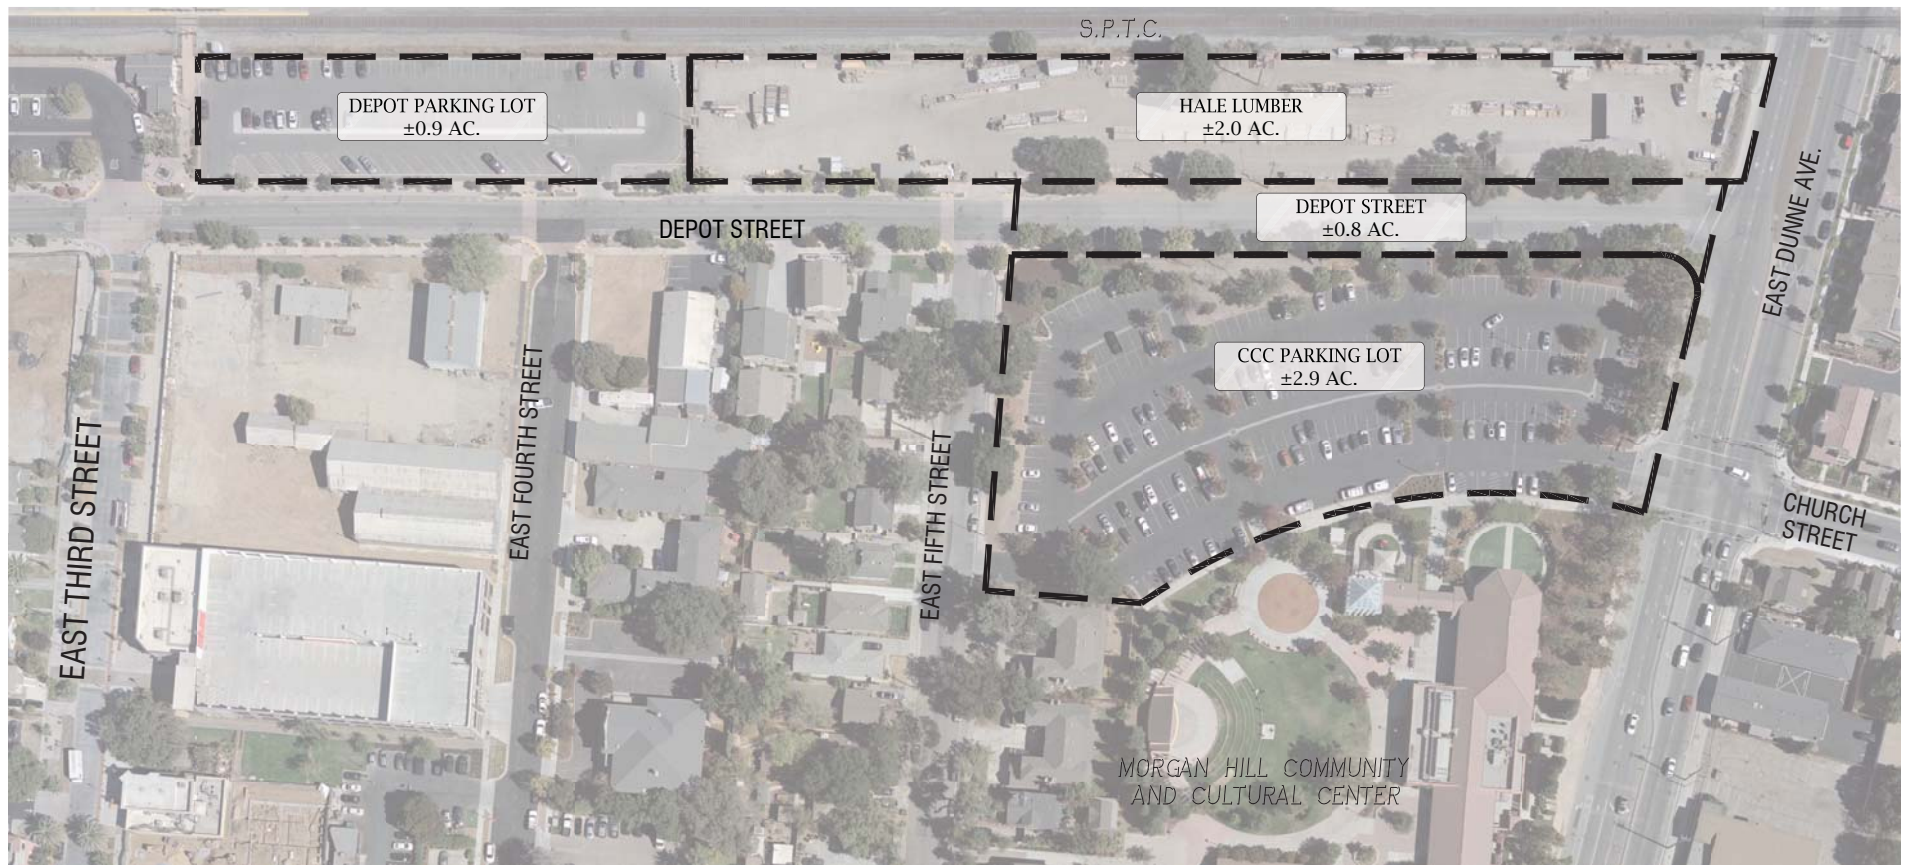 S.P.T.C.
DEPOT PARKING LOT
±0.9 AC.
HALE LUMBER
±2.0 AC.
DEPOT STREET
DEPOT STREET
±0.8 AC.
EAST DUNNE AVE.
CCC PARKING LOT
±2.9 AC.
EAST THIRD STREET
EAST FOURTH STREET
EAST FIFTH STREET
CHURCH
STREET
MORGAN HILL COMMUNITY
AND CULTURAL CENTER